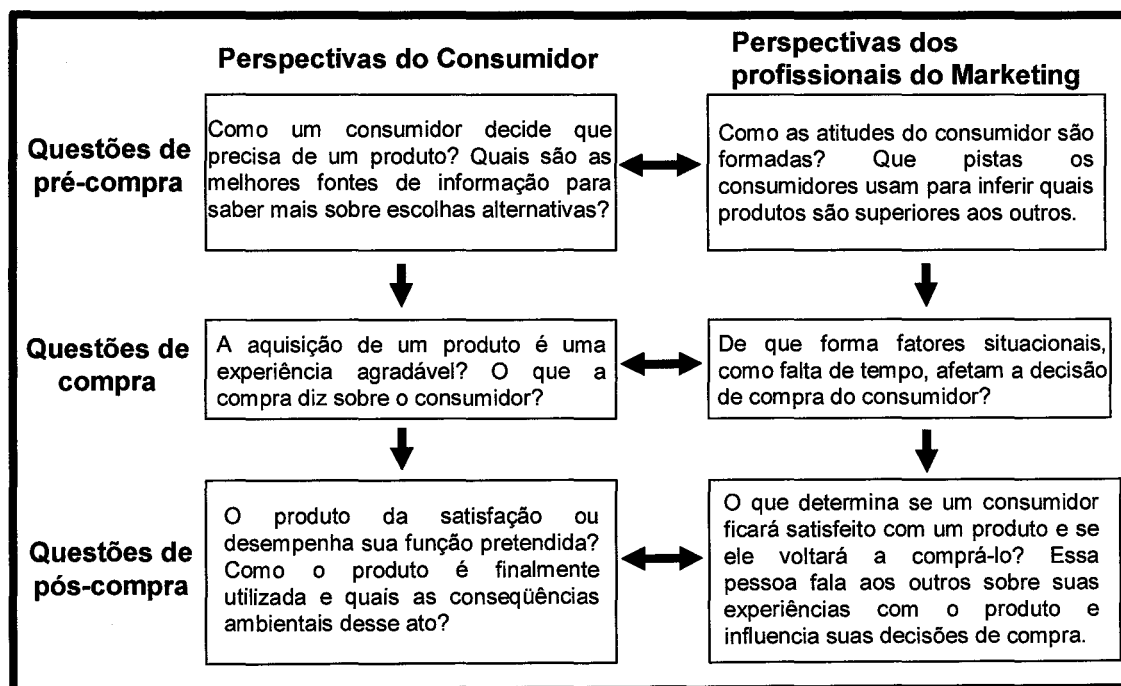 Perspectivas do Consumidor
Perspectivas dos
profissionais do Marketing
Questões de
pré-compra
Como um consumidor decide que
precisa de um produto? Quais são as
melhores fontes de informação para
saber mais sobre escolhas alternativas?
Como as atitudes do consumidor são
formadas? Que pistas os
consumidores usam para inferir quais
produtos são superiores aos outros.
Questões de
compra
A aquisição de um produto é uma
experiência agradável? O que a
compra diz sobre o consumidor?
De que forma fatores situacionais,
como falta de tempo, afetam a decisão
de compra do consumidor?
Questões de
pós-compra
O produto da satisfação ou
desempenha sua função pretendida?
Como o produto é finalmente
utilizada e quais as conseqüências
ambientais desse ato?
O que determina se um consumidor
ficará satisfeito com um produto e se
ele voltará a comprá-lo? Essa
pessoa fala aos outros sobre suas
experiências com o produto e
influencia suas decisões de compra.